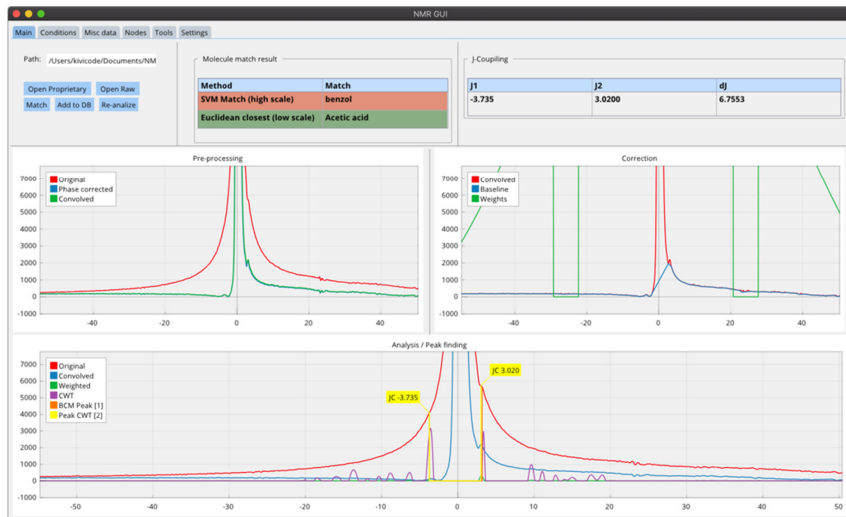 NMR GUI
Main Conditions Misc data Nodes Tools Settings
Path: /Users/kivicode/Documents/NM
Open Proprietary Open Raw
Match Add to DB Re-analize
Molecule match result
Method Match
SVM Match (high scale) benzol
Euclidean closest (low scale) Acetic acid
J-Coupling
J1 J2 dJ
-3.735 3.0200 6.7553
Pre-processing
Original
Phase corrected
Convolved
7000
6000
5000
4000
3000
2000
1000
0
-1000
-40 -20 0 20 40
Correction
Convolved
Baseline
Weights
7000
6000
5000
4000
3000
2000
1000
0
-1000
-40 -20 0 20 40
Analysis / Peak finding
Original
Convolved
Weighted
CWT
BCM Peak [1]
Peak CWT [2]
JC -3.735
JC 3.020
7000
6000
5000
4000
3000
2000
1000
0
-1000
-50 -40 -30 -20 -10 0 10 20 30 40 50